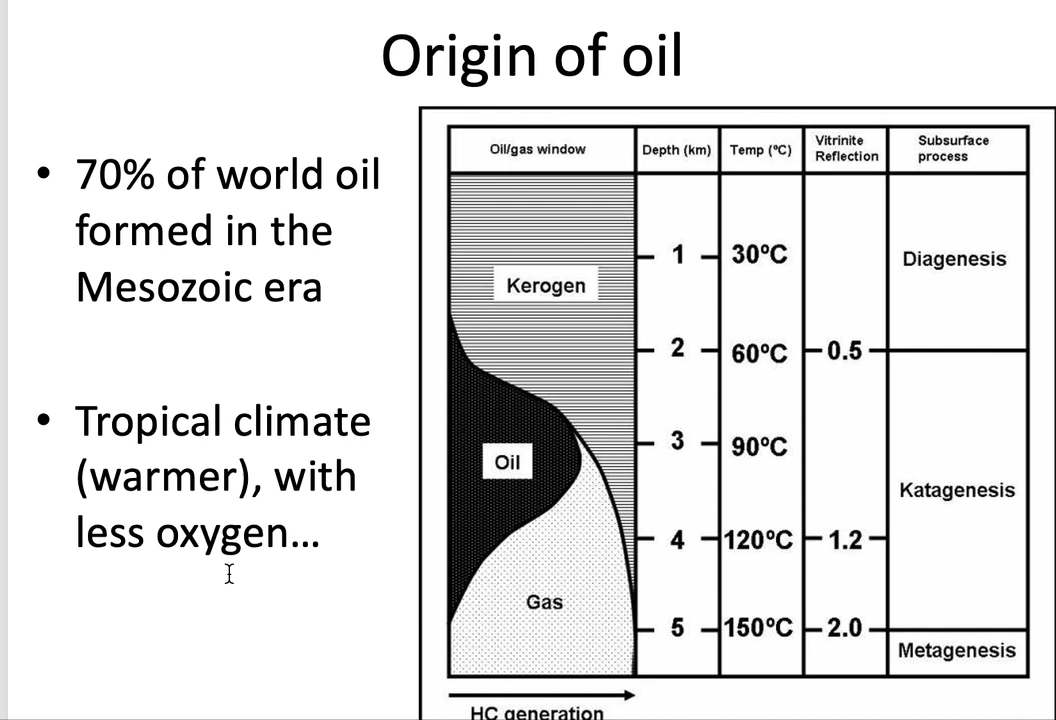 Origin of oil
• 70% of world oil
formed in the
Mesozoic era
• Tropical climate
(warmer), with
less oxygen...
Oil/gas window Depth (km) Temp (ºC) Vitrinite Reflection Subsurface process
Kerogen
Oil
Gas
1 30ºC
2 60ºC 0.5
3 90ºC
4 120ºC 1.2
5 150ºC 2.0
Diagenesis
Katagenesis
Metagenesis
HC generation